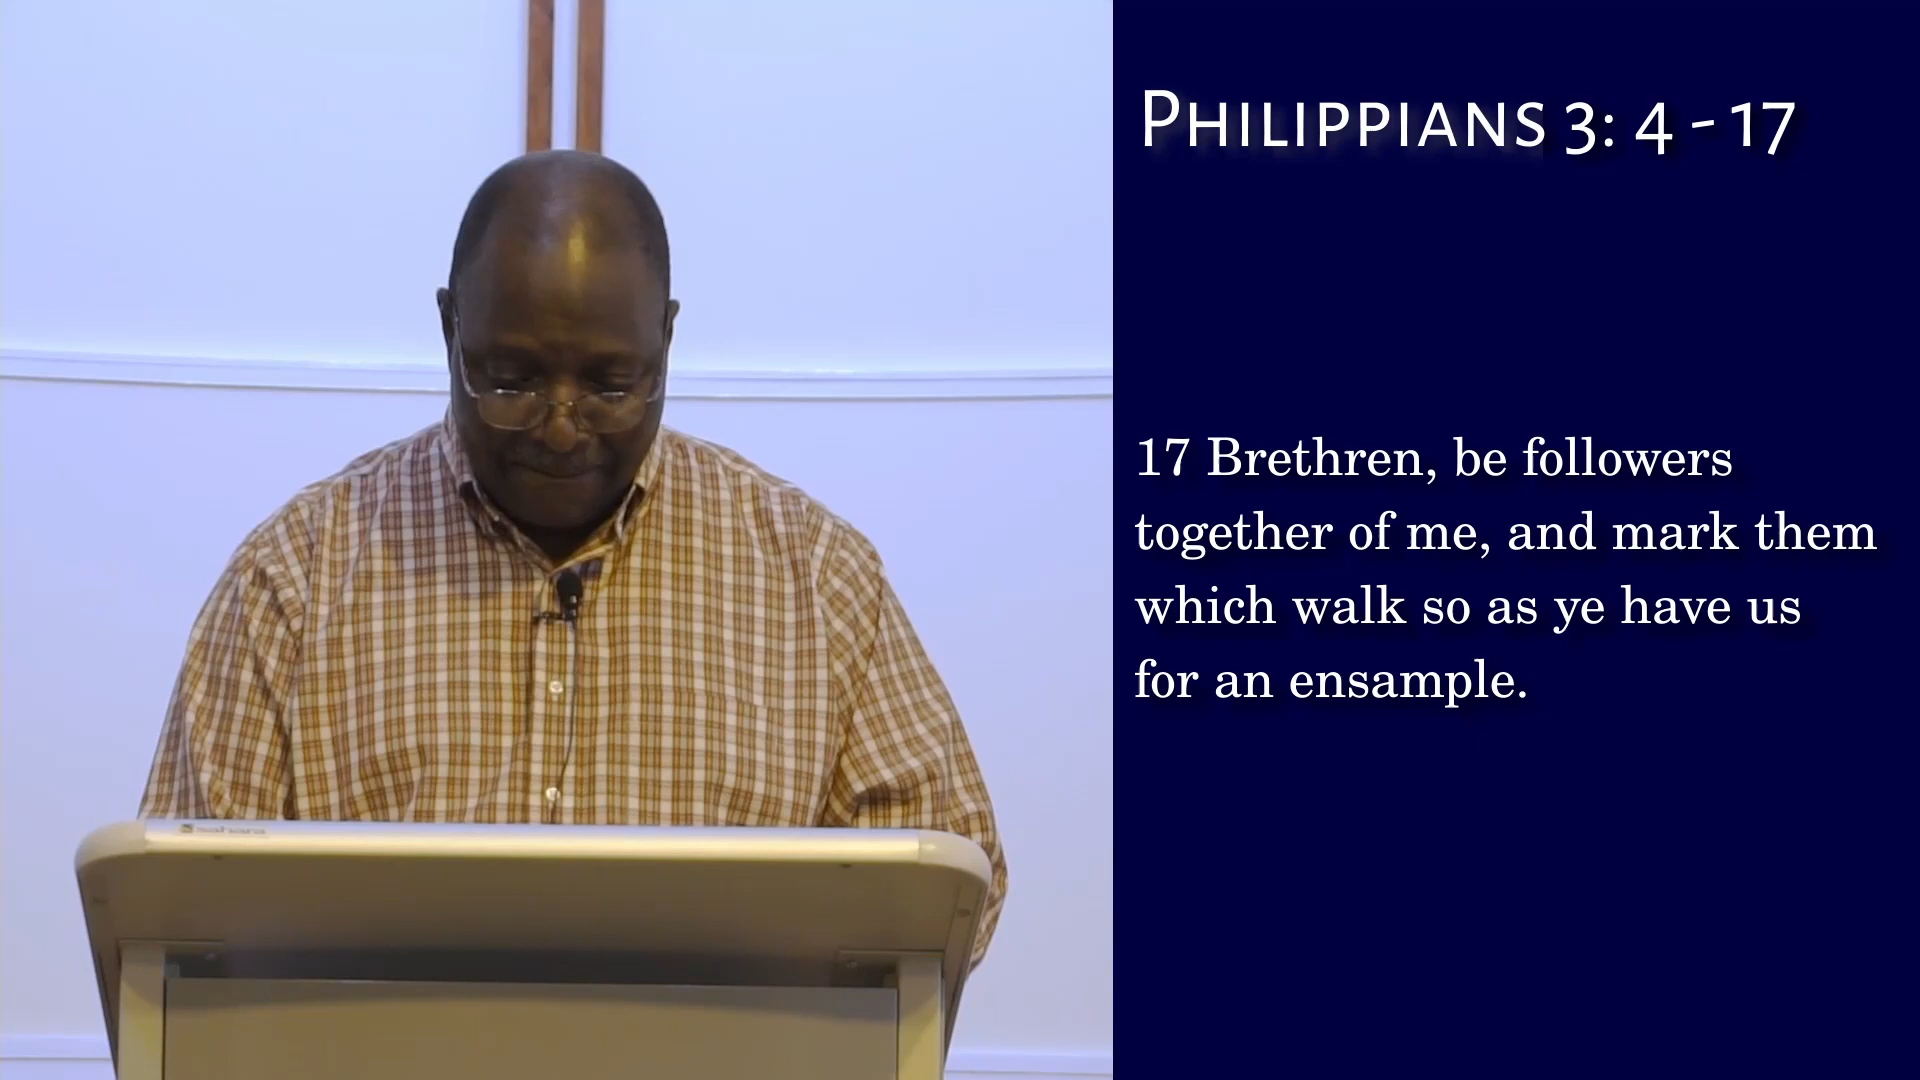 Philippians 3: 4 - 17
17 Brethren, be followers
together of me, and mark them
which walk so as ye have us
for an ensample.
sahara